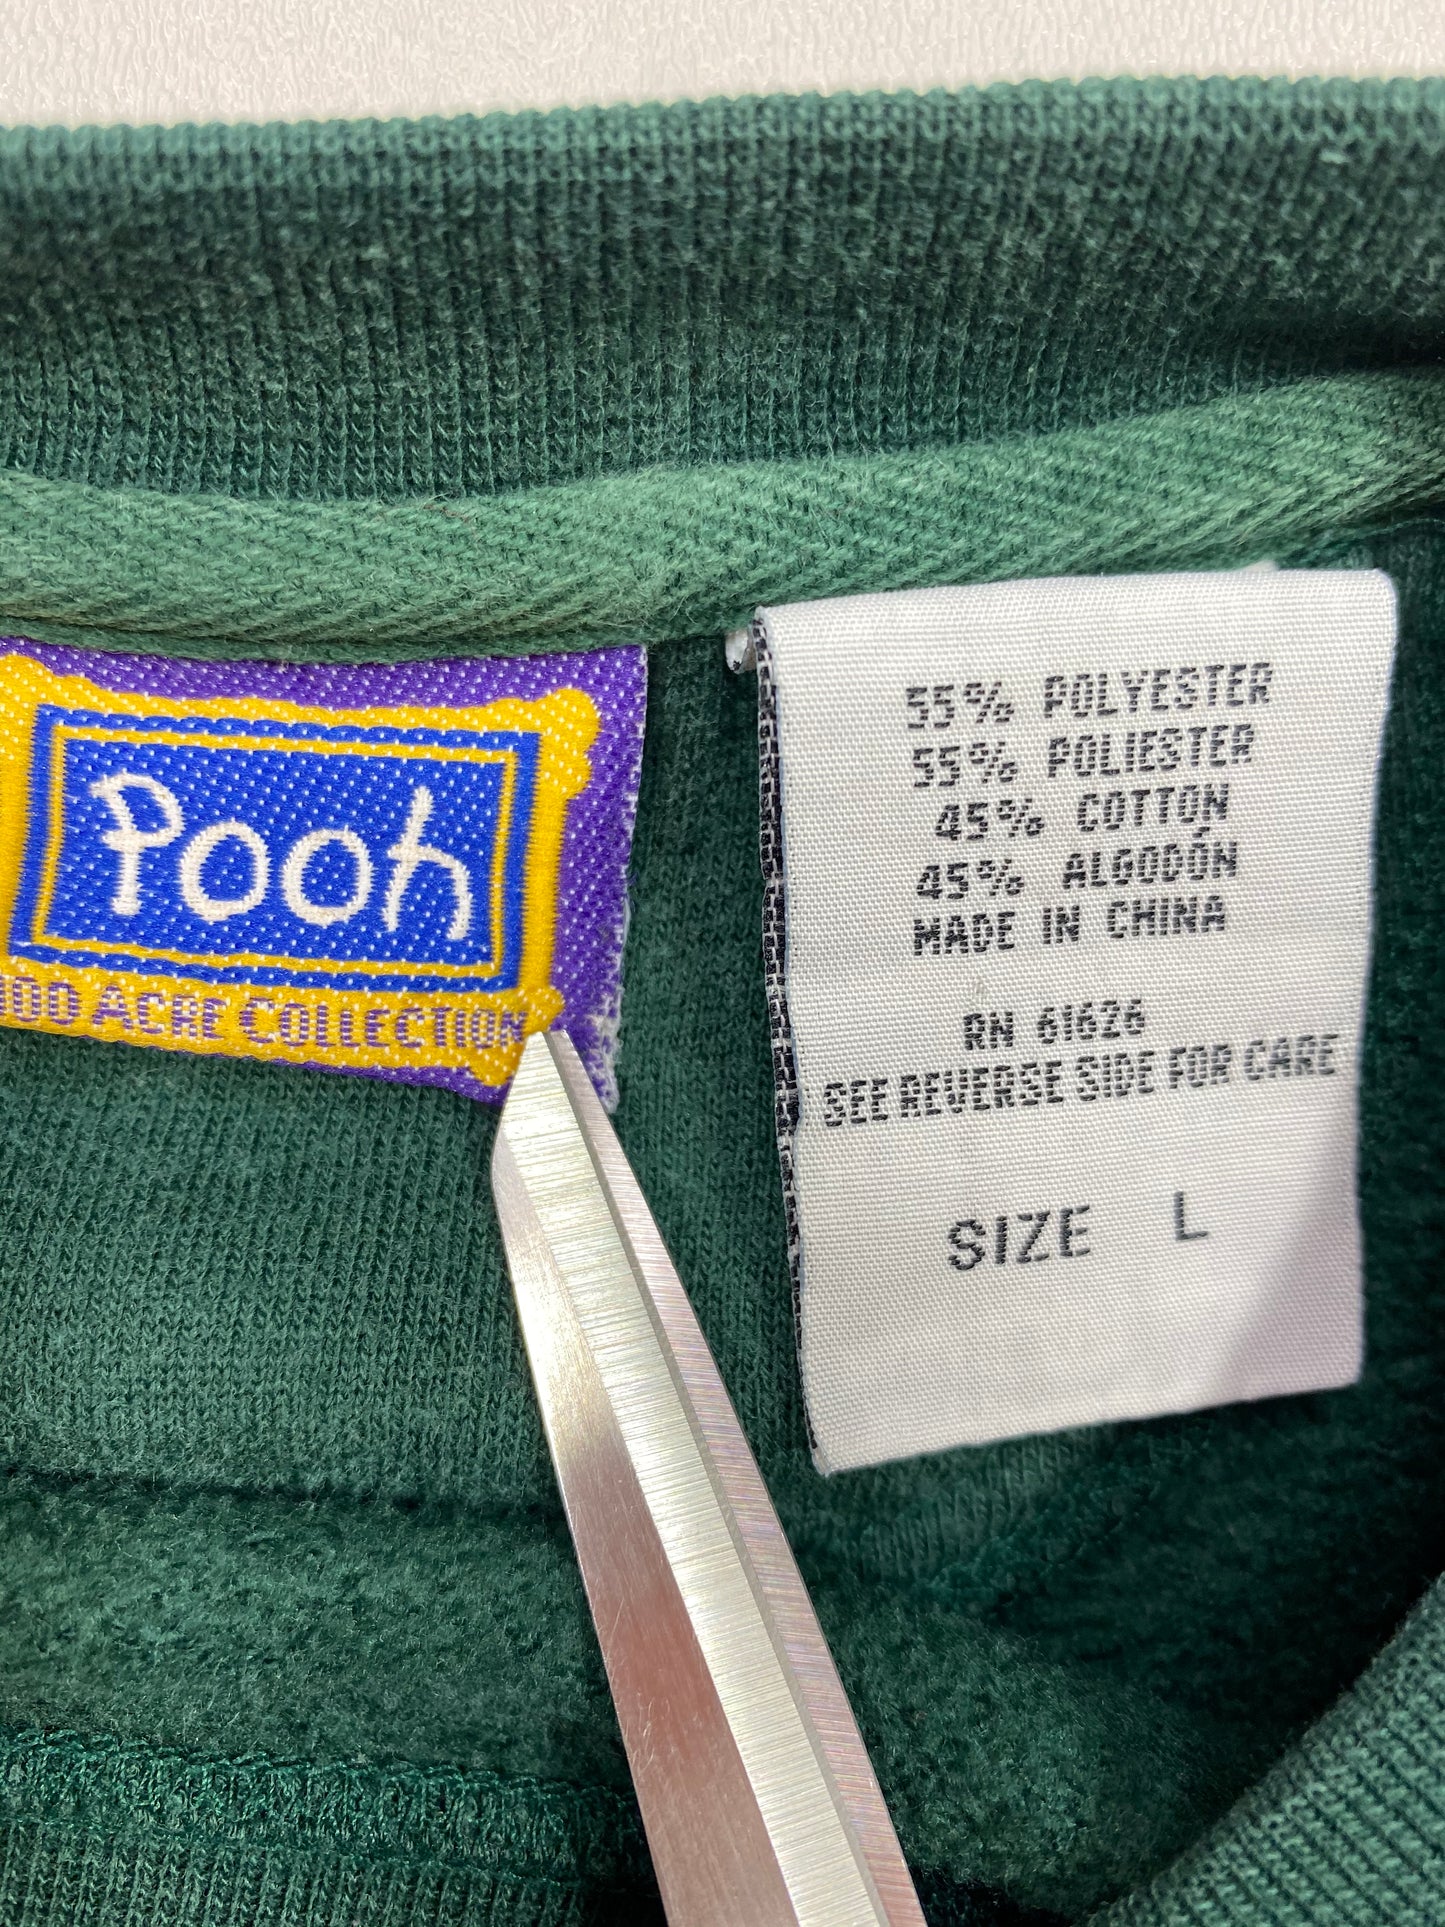 Pooh
ACRE COLLECTION
55% POLYESTER
55% POLIESTER
45% COTTON
45% ALGODÓN
MADE IN CHINA
RN 61626
SEE REVERSE SIDE FOR CARE
SIZE L